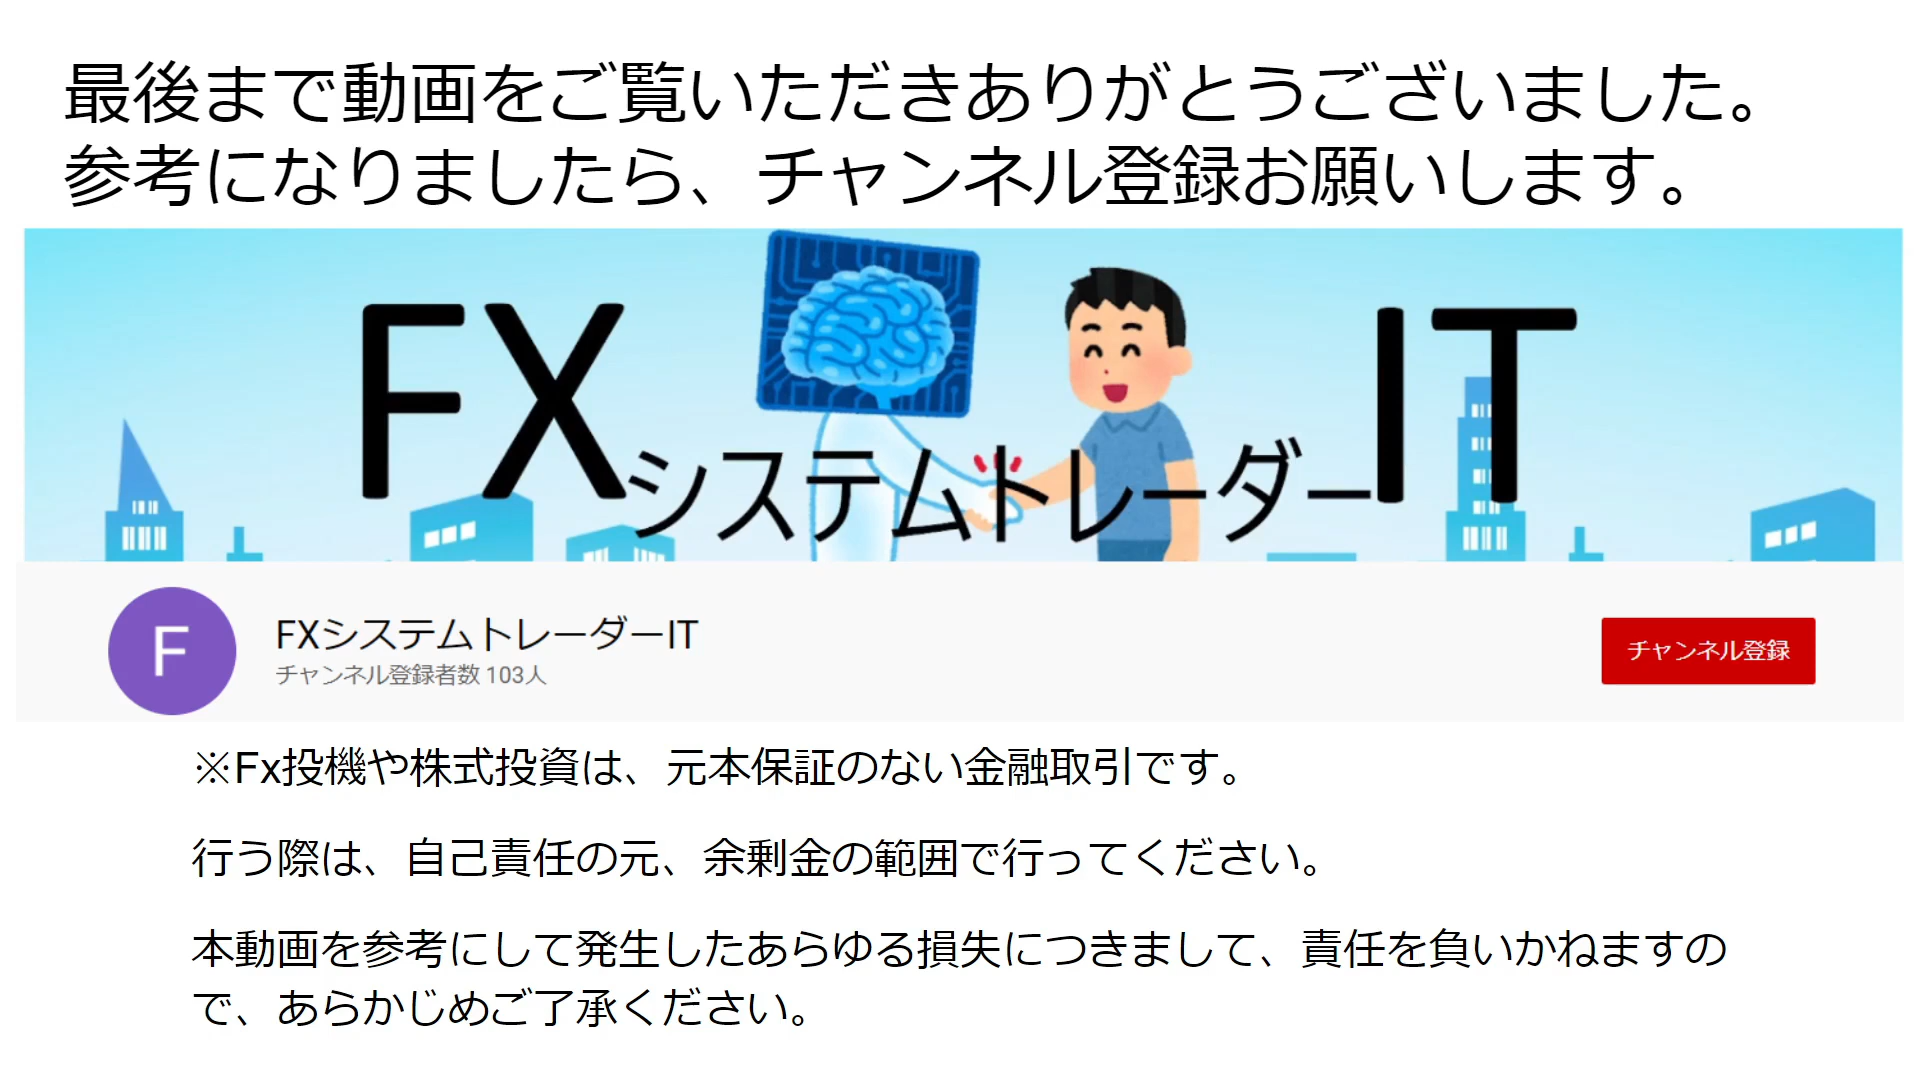 最後まで動画をご覧いただきありがとうございました。
参考になりましたら、チャンネル登録お願いします。
FXシステムトレーダーIT
F
FXシステムトレーダーIT
チャンネル登録者数 103人
チャンネル登録
※Fx投機や株式投資は、元本保証のない金融取引です。
行う際は、自己責任の元、余剰金の範囲で行ってください。
本動画を参考にして発生したあらゆる損失につきまして、責任を負いかねますの
で、あらかじめご了承ください。